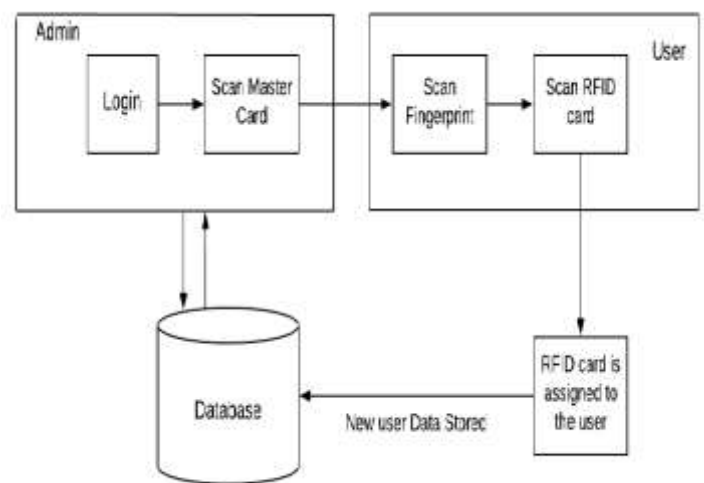 Admin
User
Login
Scan Master
Card
Scan
Fingerprint
Scan RFID
card
Database
New user Data Stored
RFID card is
assigned to
the user